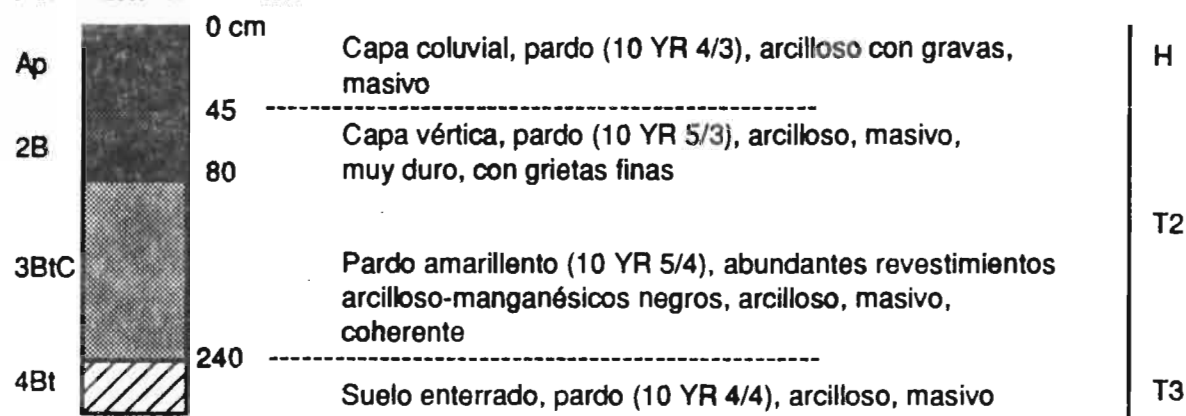 0 cm
Ap Capa coluvial, pardo (10 YR 4/3), arcilloso con gravas, H
masivo
45
2B Capa vértica, pardo (10 YR 5/3), arcilloso, masivo,
80 muy duro, con grietas finas
T2
3BtC Pardo amarillento (10 YR 5/4), abundantes revestimientos
arcilloso-manganésicos negros, arcilloso, masivo,
coherente
240
4Bt Suelo enterrado, pardo (10 YR 4/4), arcilloso, masivo T3